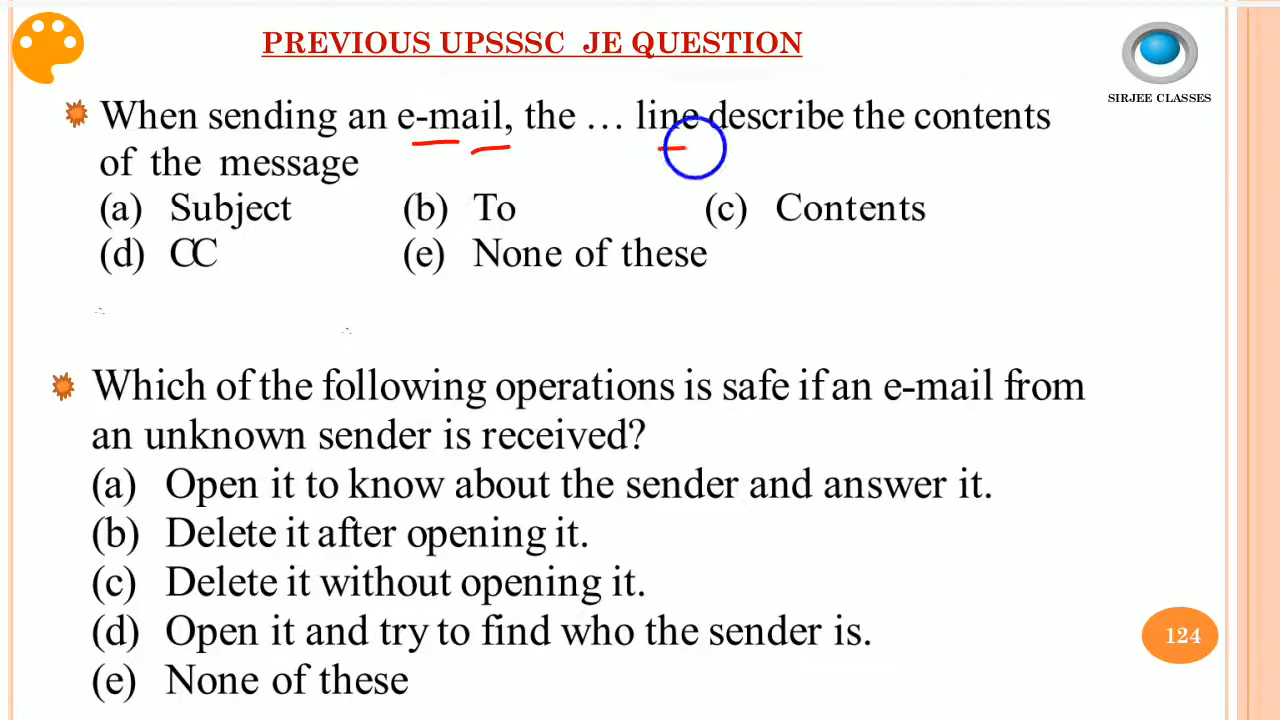 PREVIOUS UPSSSC JE QUESTION
SIRJEE CLASSES
When sending an e-mail, the ... line describe the contents
of the message
(a) Subject (b) To (c) Contents
(d) CC (e) None of these
Which of the following operations is safe if an e-mail from
an unknown sender is received?
(a) Open it to know about the sender and answer it.
(b) Delete it after opening it.
(c) Delete it without opening it.
(d) Open it and try to find who the sender is.
(e) None of these
124